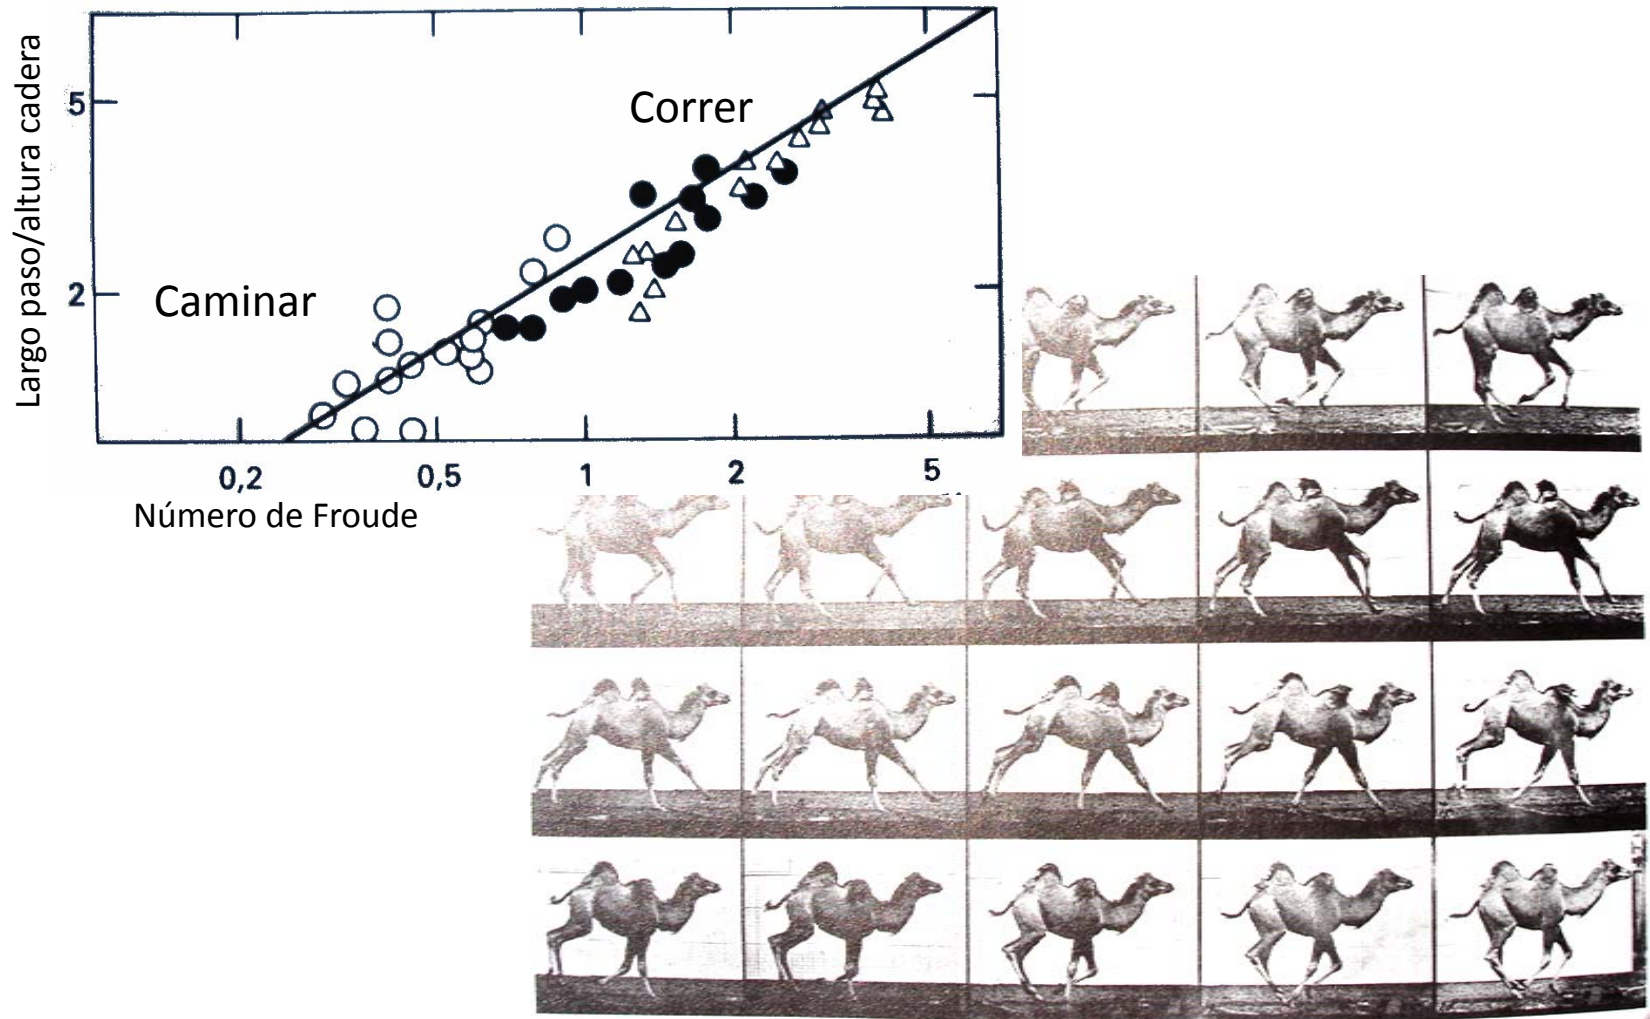 Largo paso/altura cadera
5
Correr
2
Caminar
0,2 0,5 1 2 5
Número de Froude